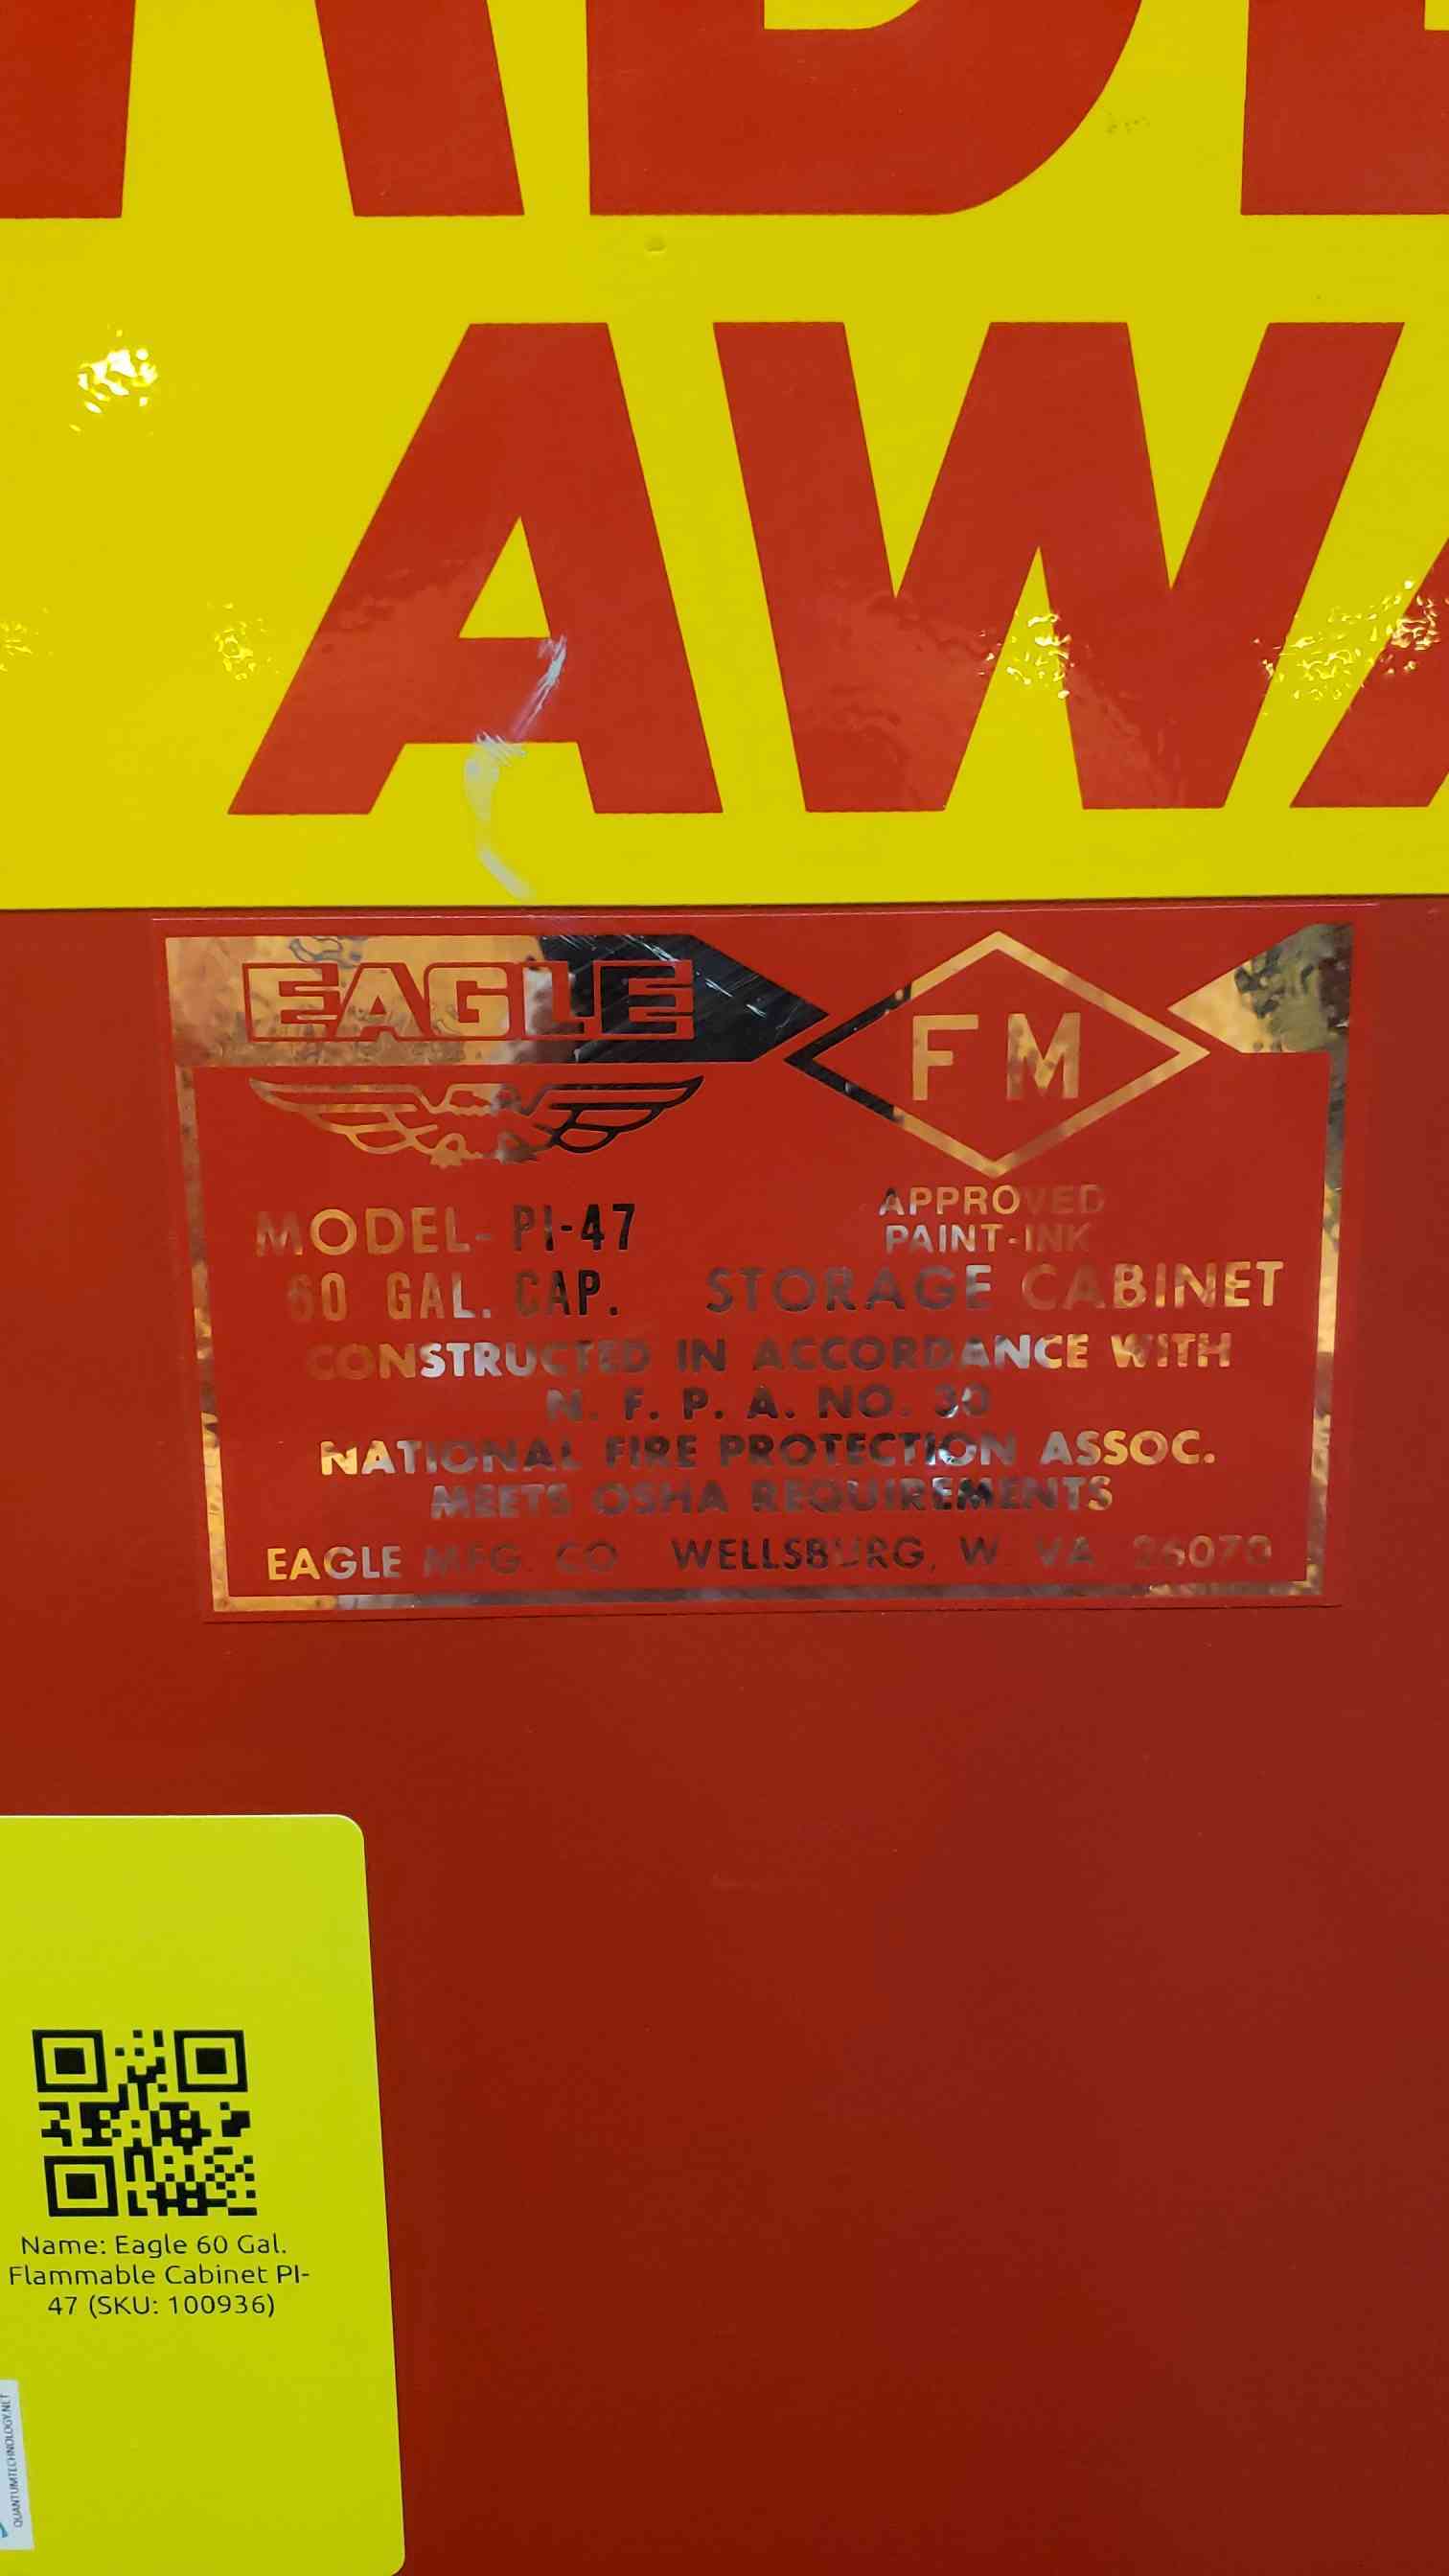 AW
EAGLE
F M
MODEL- PI-47
APPROVED
PAINT-INK
60 GAL. CAP. STORAGE CABINET
CONSTRUCTED IN ACCORDANCE WITH
N. F. P. A. NO. 30
NATIONAL FIRE PROTECTION ASSOC.
MEETS OSHA REQUIREMENTS
EAGLE MFG. CO WELLSBURG, W. VA 26070
Name: Eagle 60 Gal.
Flammable Cabinet PI-
47 (SKU: 100936)
QUANTUMTECHNOLOGY.NET